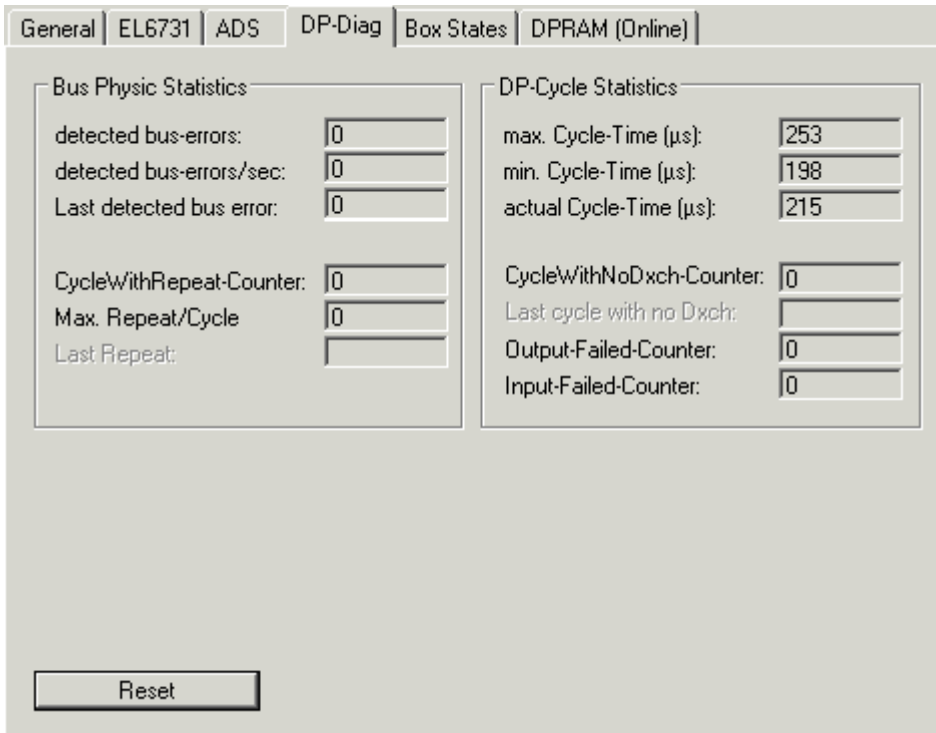 General EL6731 ADS DP-Diag Box States DPRAM (Online)
Bus Physic Statistics
detected bus-errors: 0
detected bus-errors/sec: 0
Last detected bus error: 0
CycleWithRepeat-Counter: 0
Max. Repeat/Cycle 0
Last Repeat:
DP-Cycle Statistics
max. Cycle-Time (µs): 253
min. Cycle-Time (µs): 198
actual Cycle-Time (µs): 215
CycleWithNoDxch-Counter: 0
Last cycle with no Dxch:
Output-Failed-Counter: 0
Input-Failed-Counter: 0
Reset